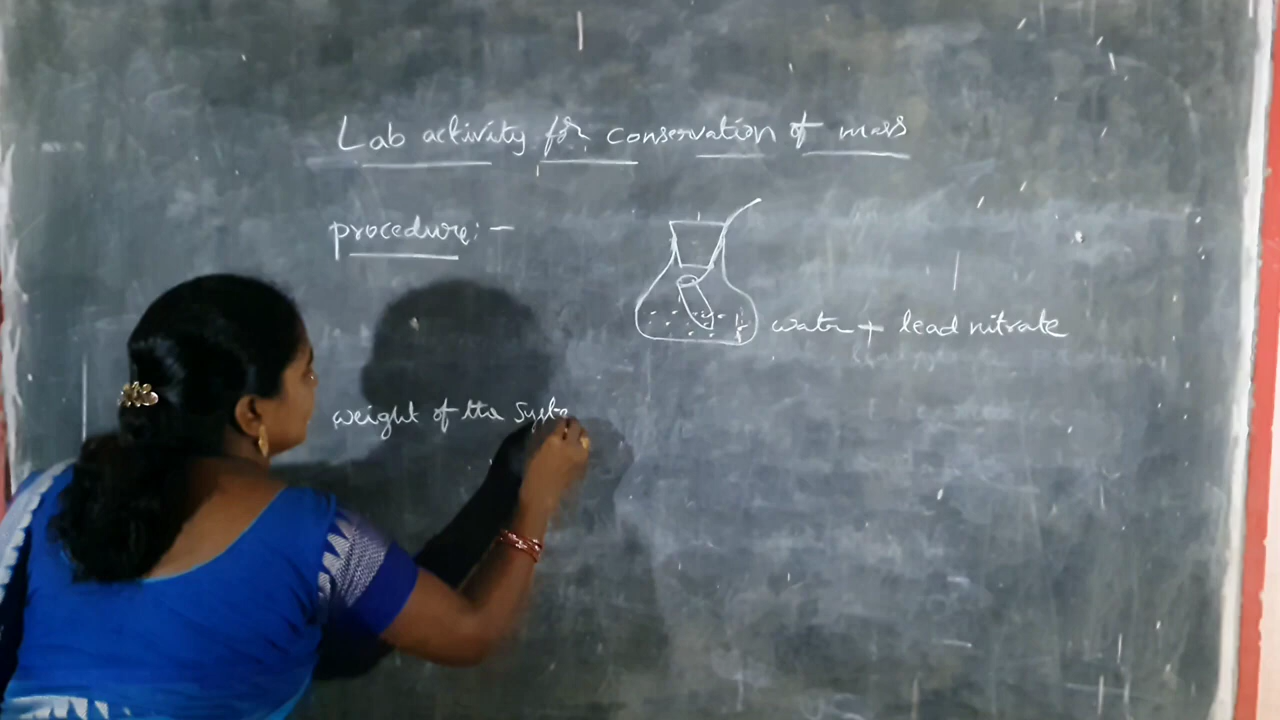 Lab activity for conservation of mass
procedure:-
water + lead nitrate
weight of the Syste